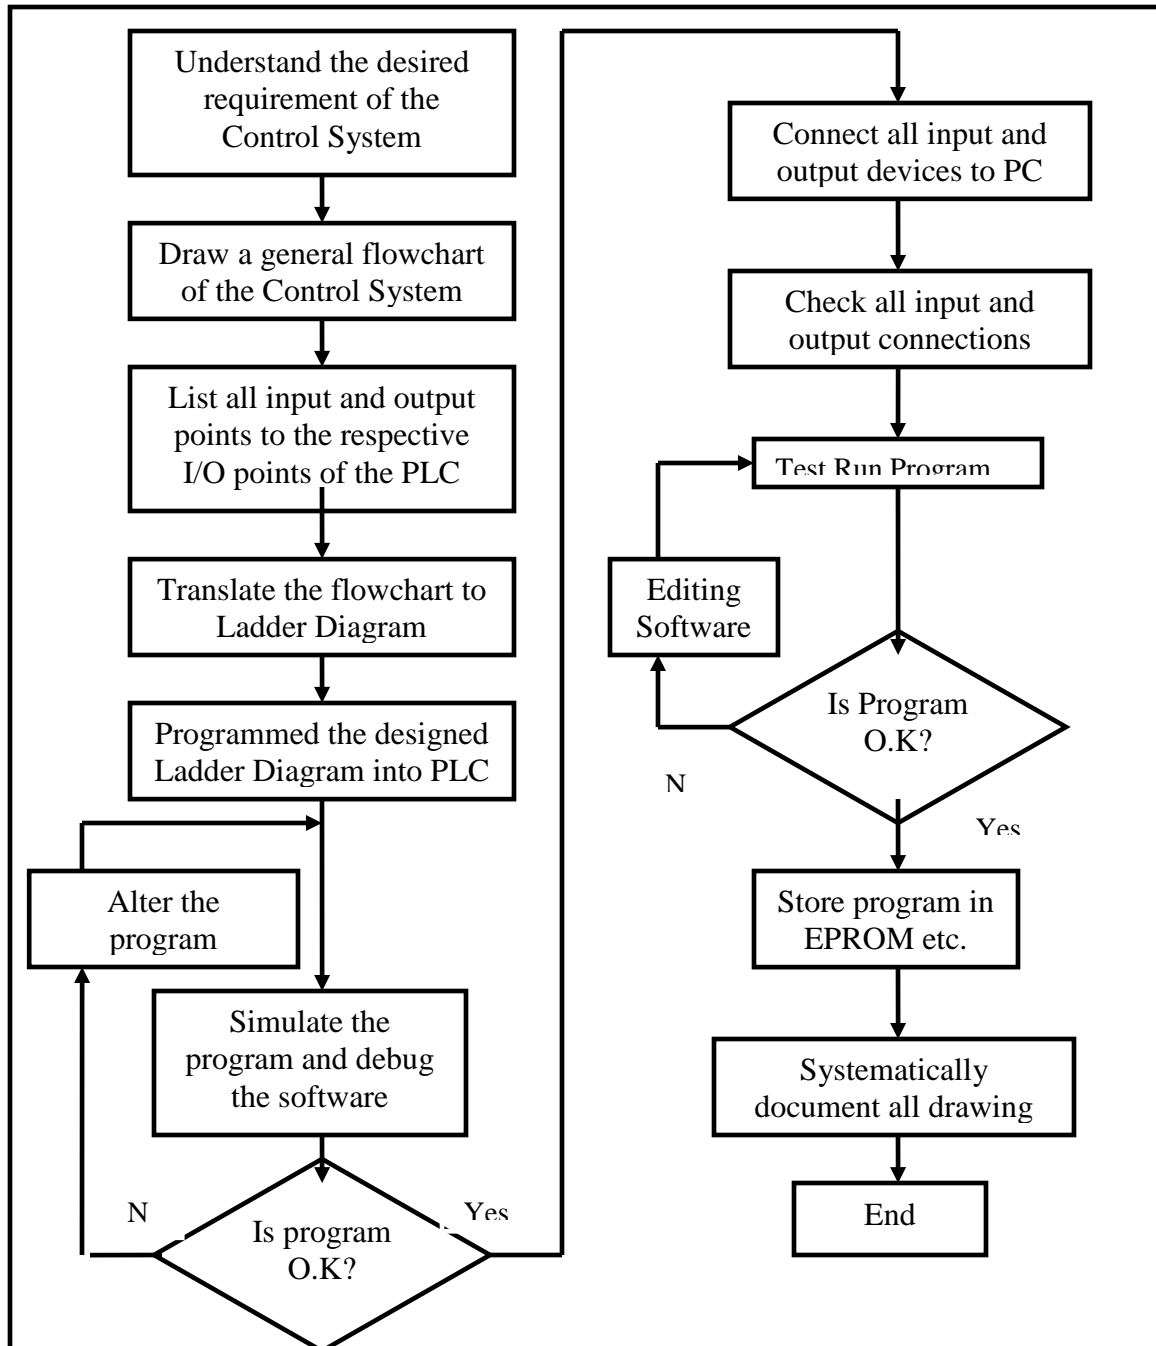 Understand the desired
requirement of the
Control System
Draw a general flowchart
of the Control System
List all input and output
points to the respective
I/O points of the PLC
Translate the flowchart to
Ladder Diagram
Programmed the designed
Ladder Diagram into PLC
Alter the
program
Simulate the
program and debug
the software
N
Yes
Is program
O.K?
Connect all input and
output devices to PC
Check all input and
output connections
Test Run Program
Editing
Software
Is Program
O.K?
N
Yes
Store program in
EPROM etc.
Systematically
document all drawing
End